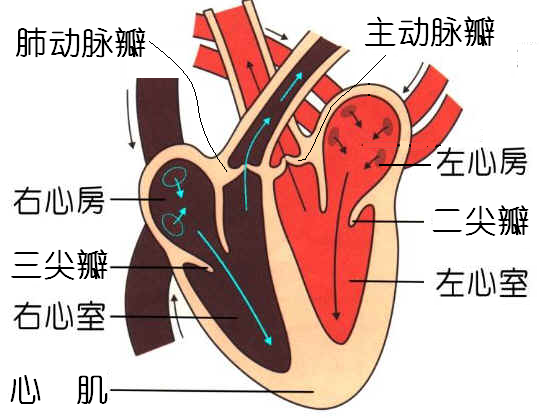 肺动脉瓣
主动脉瓣
左心房
右心房
二尖瓣
三尖瓣
左心室
右心室
心 肌